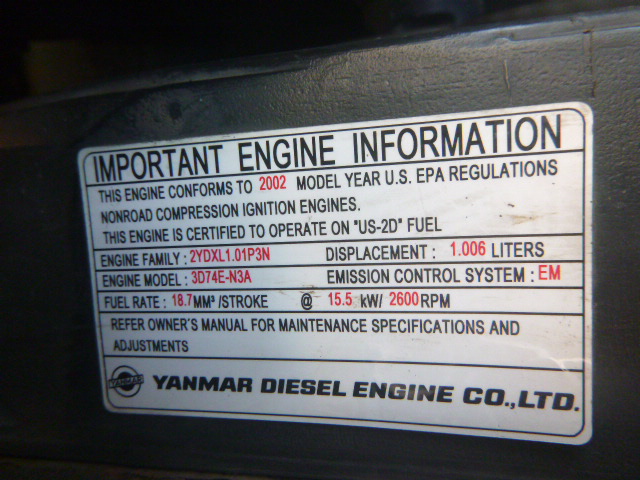 IMPORTANT ENGINE INFORMATION
THIS ENGINE CONFORMS TO 2002 MODEL YEAR U.S. EPA REGULATIONS
NONROAD COMPRESSION IGNITION ENGINES.
THIS ENGINE IS CERTIFIED TO OPERATE ON "US-2D" FUEL
ENGINE FAMILY : 2YDXL1.01P3N DISPLACEMENT : 1.006 LITERS
ENGINE MODEL : 3D74E-N3A EMISSION CONTROL SYSTEM : EM
FUEL RATE : 18.7 MM³ /STROKE @ 15.5 kW/ 2600 RPM
REFER OWNER'S MANUAL FOR MAINTENANCE SPECIFICATIONS AND
ADJUSTMENTS
YANMAR DIESEL ENGINE CO.,LTD.